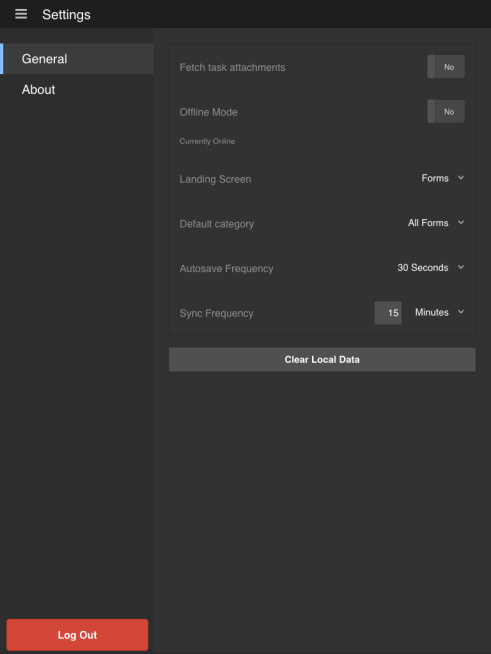 Settings
General
About
Fetch task attachments No
Offline Mode No
Currently Online
Landing Screen Forms
Default category All Forms
Autosave Frequency 30 Seconds
Sync Frequency 15 Minutes
Clear Local Data
Log Out